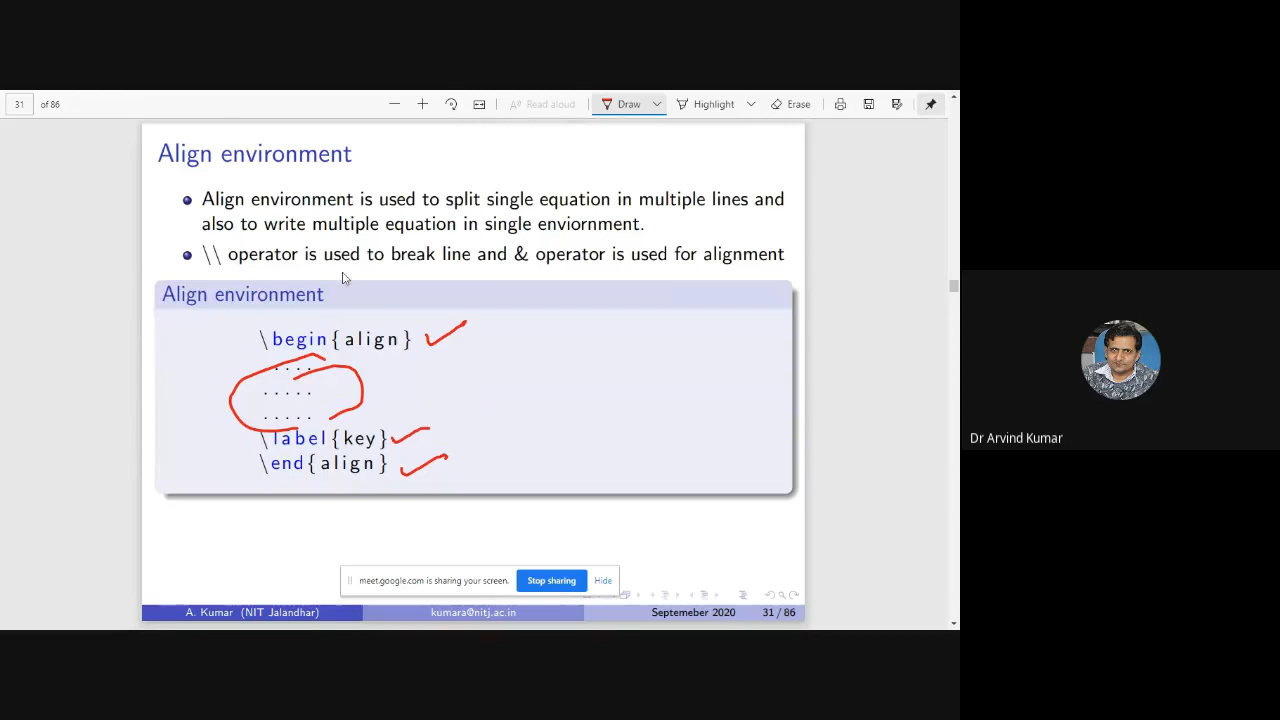 31 of 86
Read aloud
Draw
Highlight
Erase
Align environment
Align environment is used to split single equation in multiple lines and
also to write multiple equation in single enviornment.
\\ operator is used to break line and & operator is used for alignment
Align environment
\begin{align}
.....
.....
.....
\label{key}
\end{align}
meet.google.com is sharing your screen.
Stop sharing
Hide
A. Kumar (NIT Jalandhar)
kumara@nitj.ac.in
Septemeber 2020
31 / 86
Dr Arvind Kumar